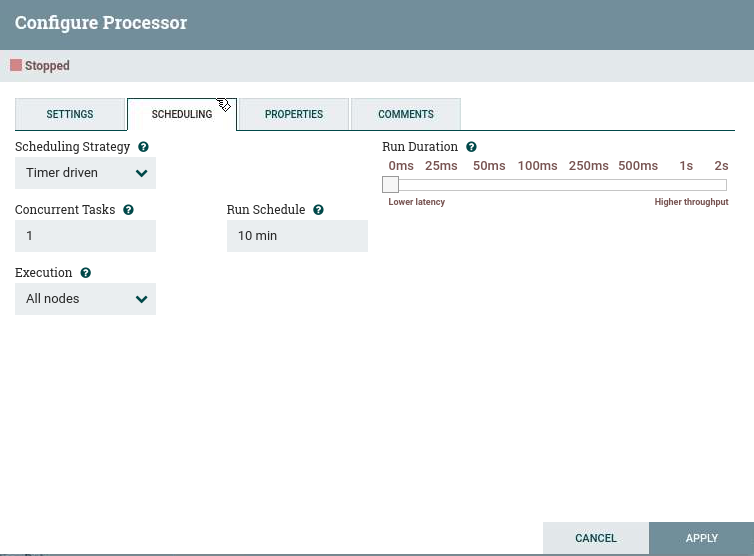 Configure Processor
Stopped
SETTINGS SCHEDULING PROPERTIES COMMENTS
Scheduling Strategy ?
Timer driven
Run Duration ?
0ms 25ms 50ms 100ms 250ms 500ms 1s 2s
Lower latency Higher throughput
Concurrent Tasks ?
1
Run Schedule ?
10 min
Execution ?
All nodes
CANCEL APPLY